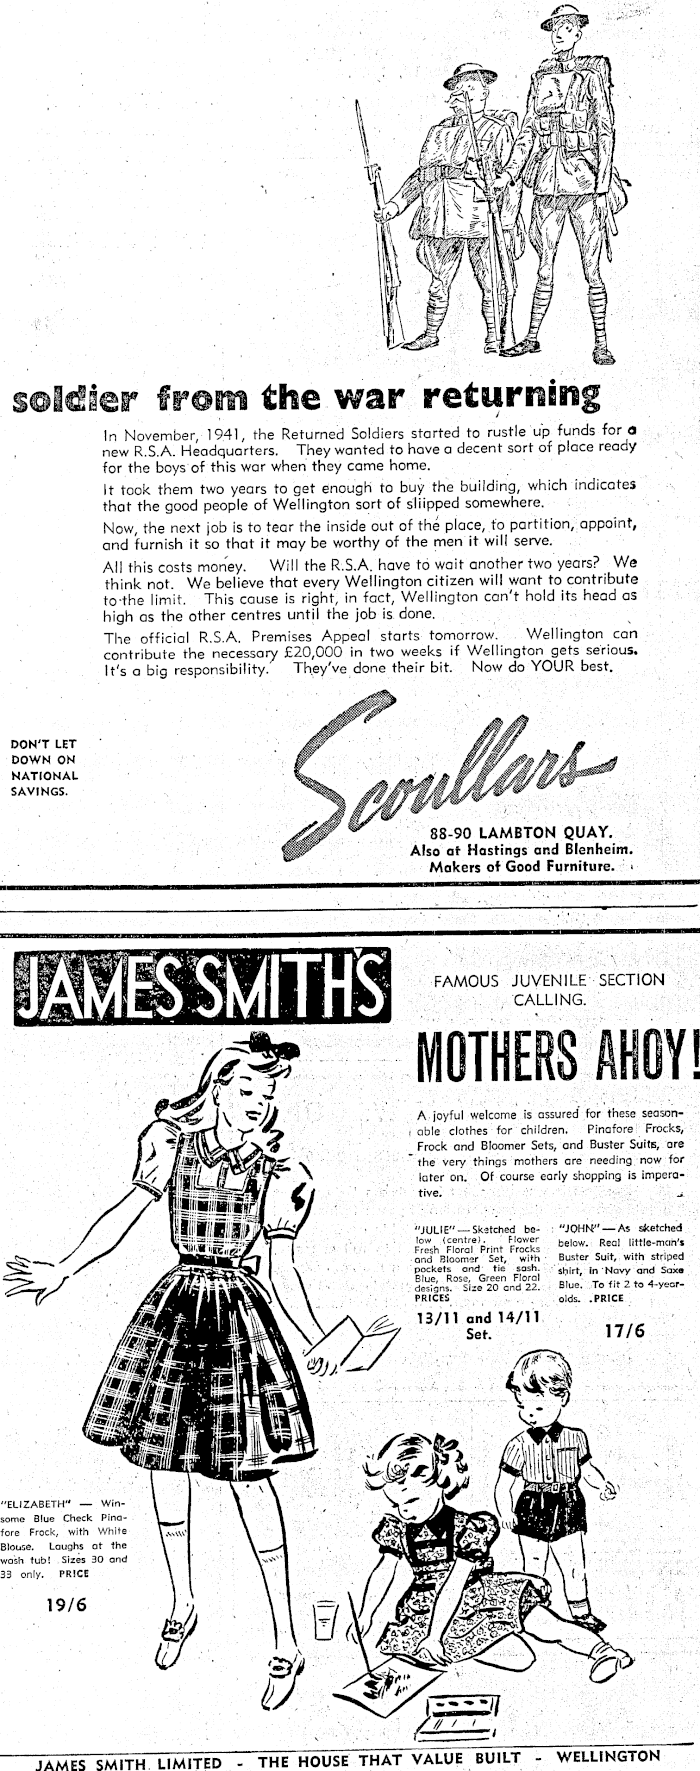 soldier from the war returning
In November, 1941, the Returned Soldiers started to rustle up funds for a
new R.S.A. Headquarters. They wanted to have a decent sort of place ready
for the boys of this war when they came home.
It took them two years to get enough to buy the building, which indicates
that the good people of Wellington sort of sliipped somewhere.
Now, the next job is to tear the inside out of the place, to partition, appoint,
and furnish it so that it may be worthy of the men it will serve.
All this costs money. Will the R.S.A. have to wait another two years? We
think not. We believe that every Wellington citizen will want to contribute
to the limit. This cause is right, in fact, Wellington can't hold its head as
high as the other centres until the job is done.
The official R.S.A. Premises Appeal starts tomorrow. Wellington can
contribute the necessary £20,000 in two weeks if Wellington gets serious.
It's a big responsibility. They've done their bit. Now do YOUR best.
DON'T LET
DOWN ON
NATIONAL
SAVINGS.
Scoullars
88-90 LAMBTON QUAY.
Also at Hastings and Blenheim.
Makers of Good Furniture.
JAMES SMITH'S
FAMOUS JUVENILE SECTION
CALLING.
MOTHERS AHOY!
A joyful welcome is assured for these season-
able clothes for children. Pinafore Frocks,
Frock and Bloomer Sets, and Buster Suits, are
the very things mothers are needing now for
later on. Of course early shopping is impera-
tive.
"JULIE"—Sketched be-
low (centre). Flower
Fresh Floral Print Frocks
and Bloomer Set, with
pockets and tie sash.
Blue, Rose, Green Floral
designs. Size 20 and 22.
PRICES
13/11 and 14/11
Set.
"JOHN"—As sketched
below. Real little-man's
Buster Suit, with striped
shirt, in Navy and Saxe
Blue. To fit 2 to 4-year-
olds. PRICE
17/6
"ELIZABETH" — Win-
some Blue Check Pina-
fore Frock, with White
Blouse. Laughs at the
wash tub! Sizes 30 and
33 only. PRICE
19/6
JAMES SMITH LIMITED - THE HOUSE THAT VALUE BUILT - WELLINGTON